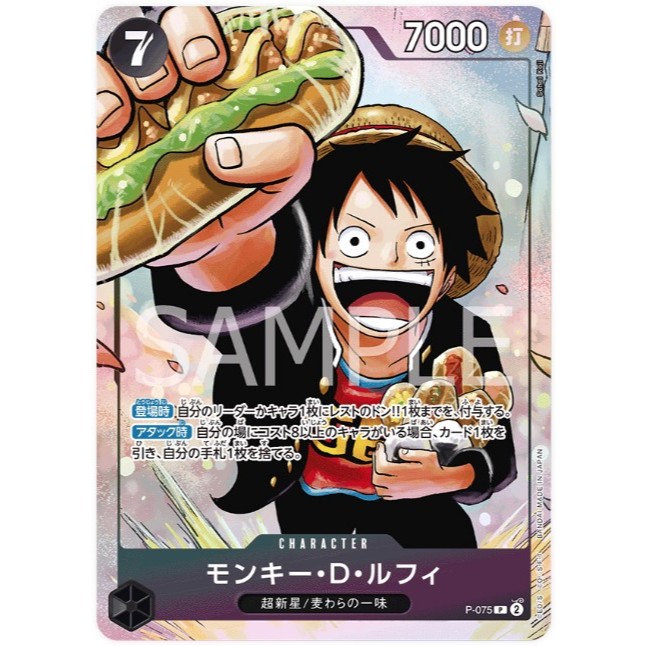 7
7000
打
SAMPLE
登場時 自分のリーダーかキャラ1枚にレストのドン!!1枚までを、付与する。
アタック時 自分の場にコスト8以上のキャラがいる場合、カード1枚を
引き、自分の手札1枚を捨てる。
CHARACTER
モンキー・D・ルフィ
超新星/麦わらの一味
P-075 P 2
BANDAI MADE IN JAPAN